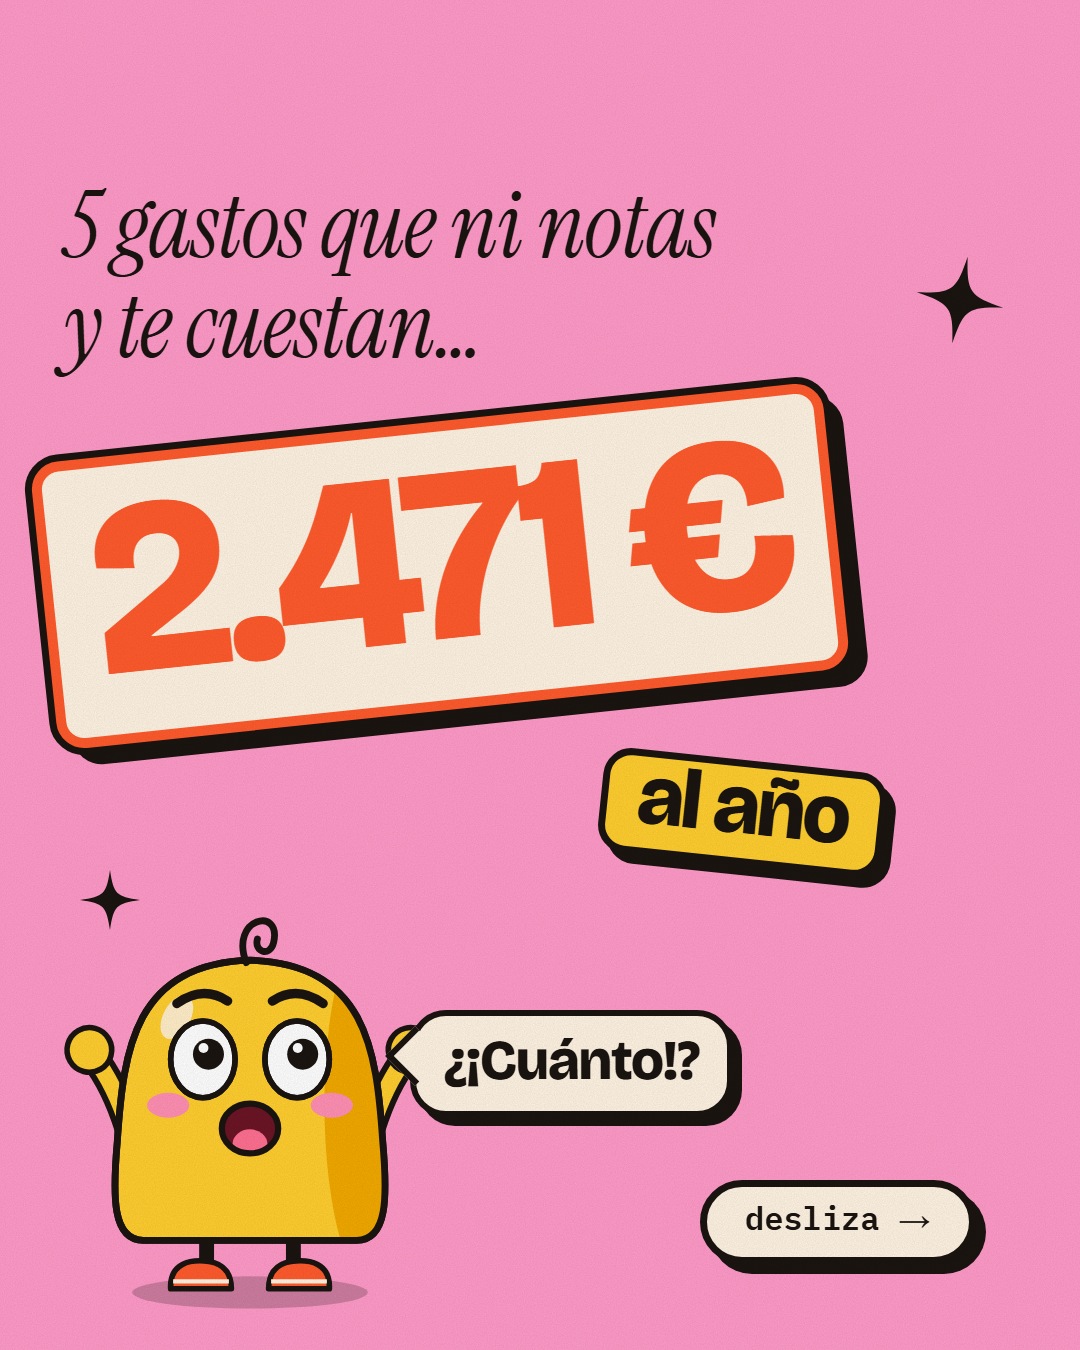 5 gastos que ni notas
y te cuestan...
2.471 €
al año
¿¡Cuánto!?
desliza →